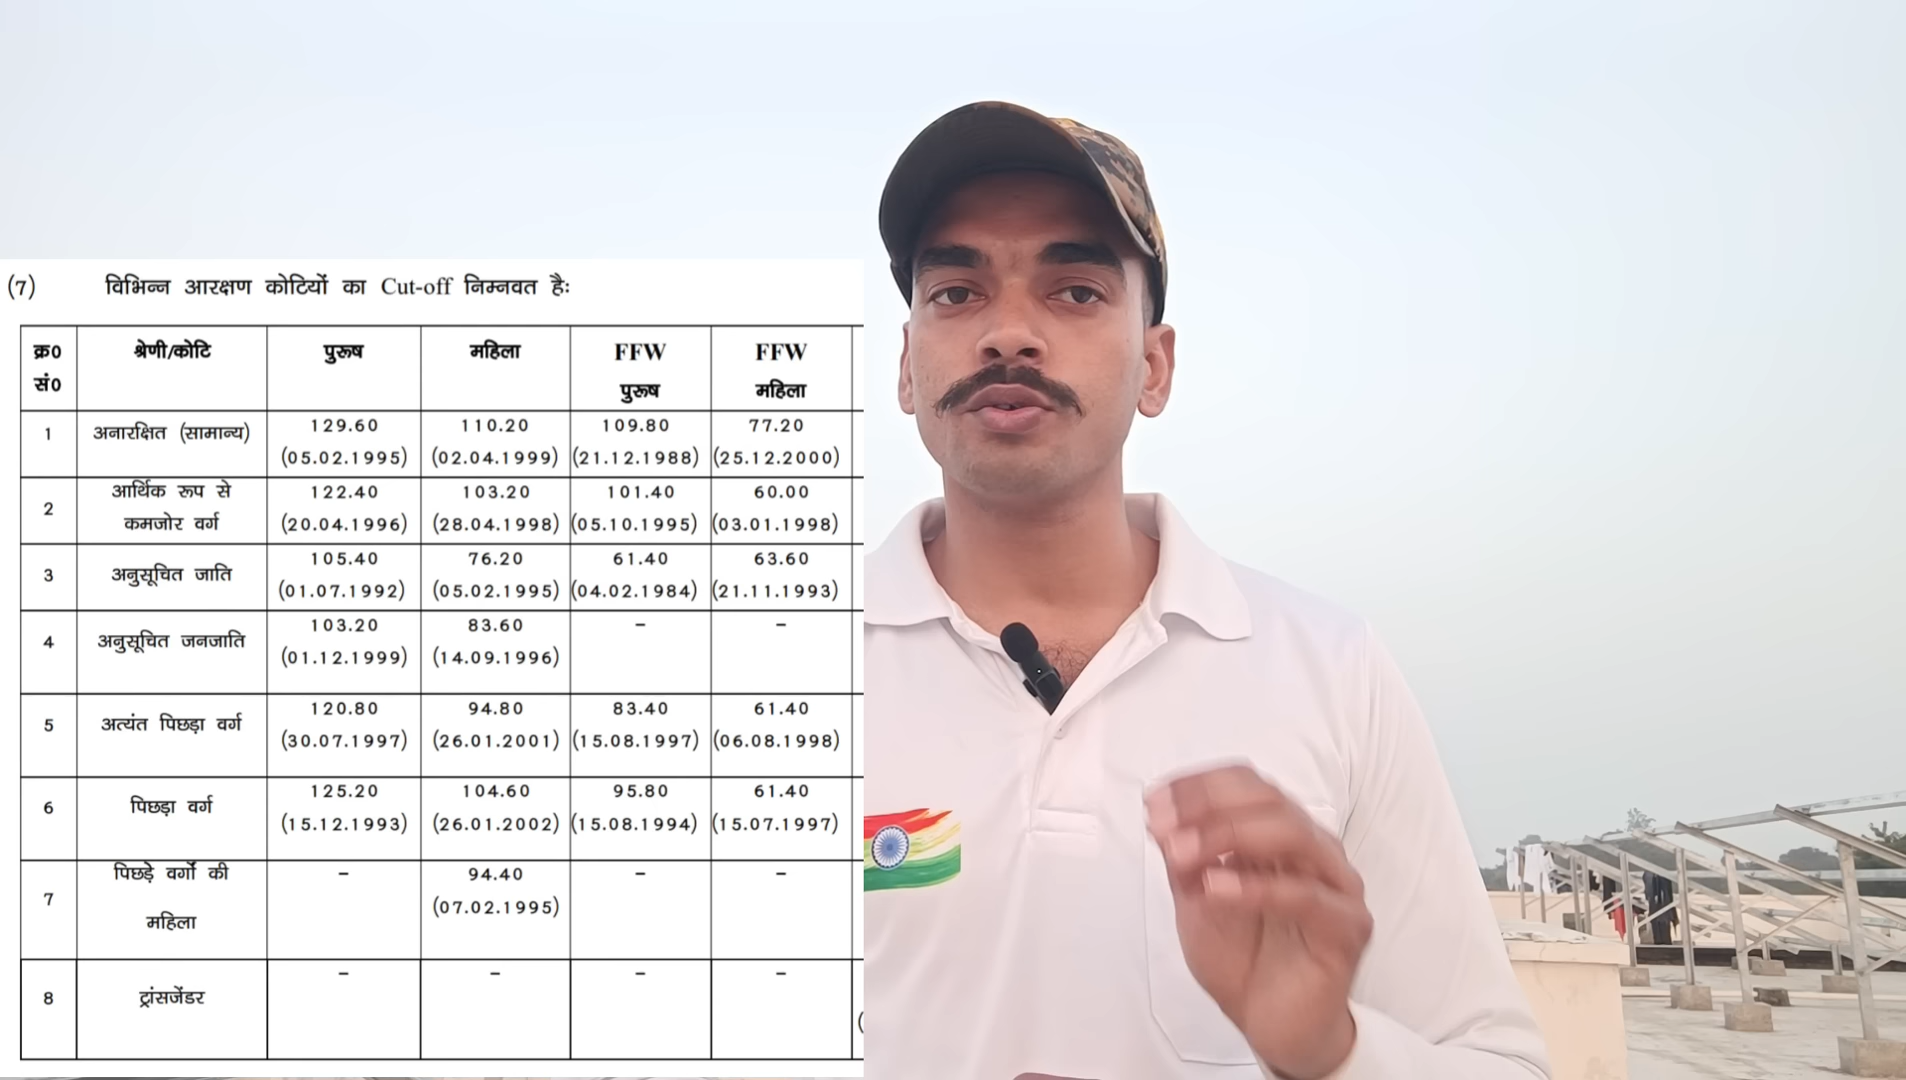 (7) विभिन्न आरक्षण कोटियों का Cut-off निम्नवत हैः
क्र0 सं0 श्रेणी/कोटि पुरूष महिला FFW पुरूष FFW महिला
1 अनारक्षित (सामान्य) 129.60 (05.02.1995) 110.20 (02.04.1999) 109.80 (21.12.1988) 77.20 (25.12.2000)
2 आर्थिक रूप से कमजोर वर्ग 122.40 (20.04.1996) 103.20 (28.04.1998) 101.40 (05.10.1995) 60.00 (03.01.1998)
3 अनुसूचित जाति 105.40 (01.07.1992) 76.20 (05.02.1995) 61.40 (04.02.1984) 63.60 (21.11.1993)
4 अनुसूचित जनजाति 103.20 (01.12.1999) 83.60 (14.09.1996) – –
5 अत्यंत पिछड़ा वर्ग 120.80 (30.07.1997) 94.80 (26.01.2001) 83.40 (15.08.1997) 61.40 (06.08.1998)
6 पिछड़ा वर्ग 125.20 (15.12.1993) 104.60 (26.01.2002) 95.80 (15.08.1994) 61.40 (15.07.1997)
7 पिछड़े वर्गों की महिला – 94.40 (07.02.1995) – –
8 ट्रांसजेंडर – – – – (